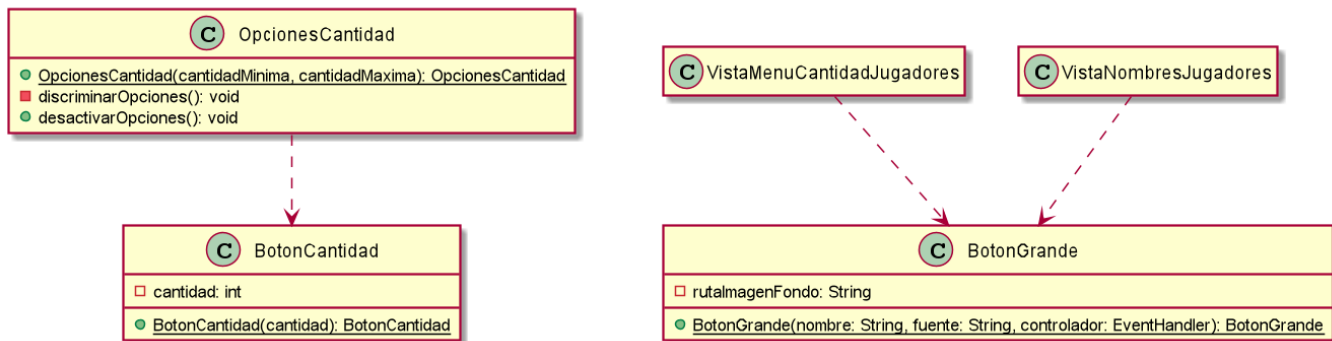 C OpcionesCantidad
OpcionesCantidad(cantidadMinima, cantidadMaxima): OpcionesCantidad
discriminarOpciones(): void
desactivarOpciones(): void
C VistaMenuCantidadJugadores
C VistaNombresJugadores
C BotonCantidad
cantidad: int
BotonCantidad(cantidad): BotonCantidad
C BotonGrande
rutaImagenFondo: String
BotonGrande(nombre: String, fuente: String, controlador: EventHandler): BotonGrande